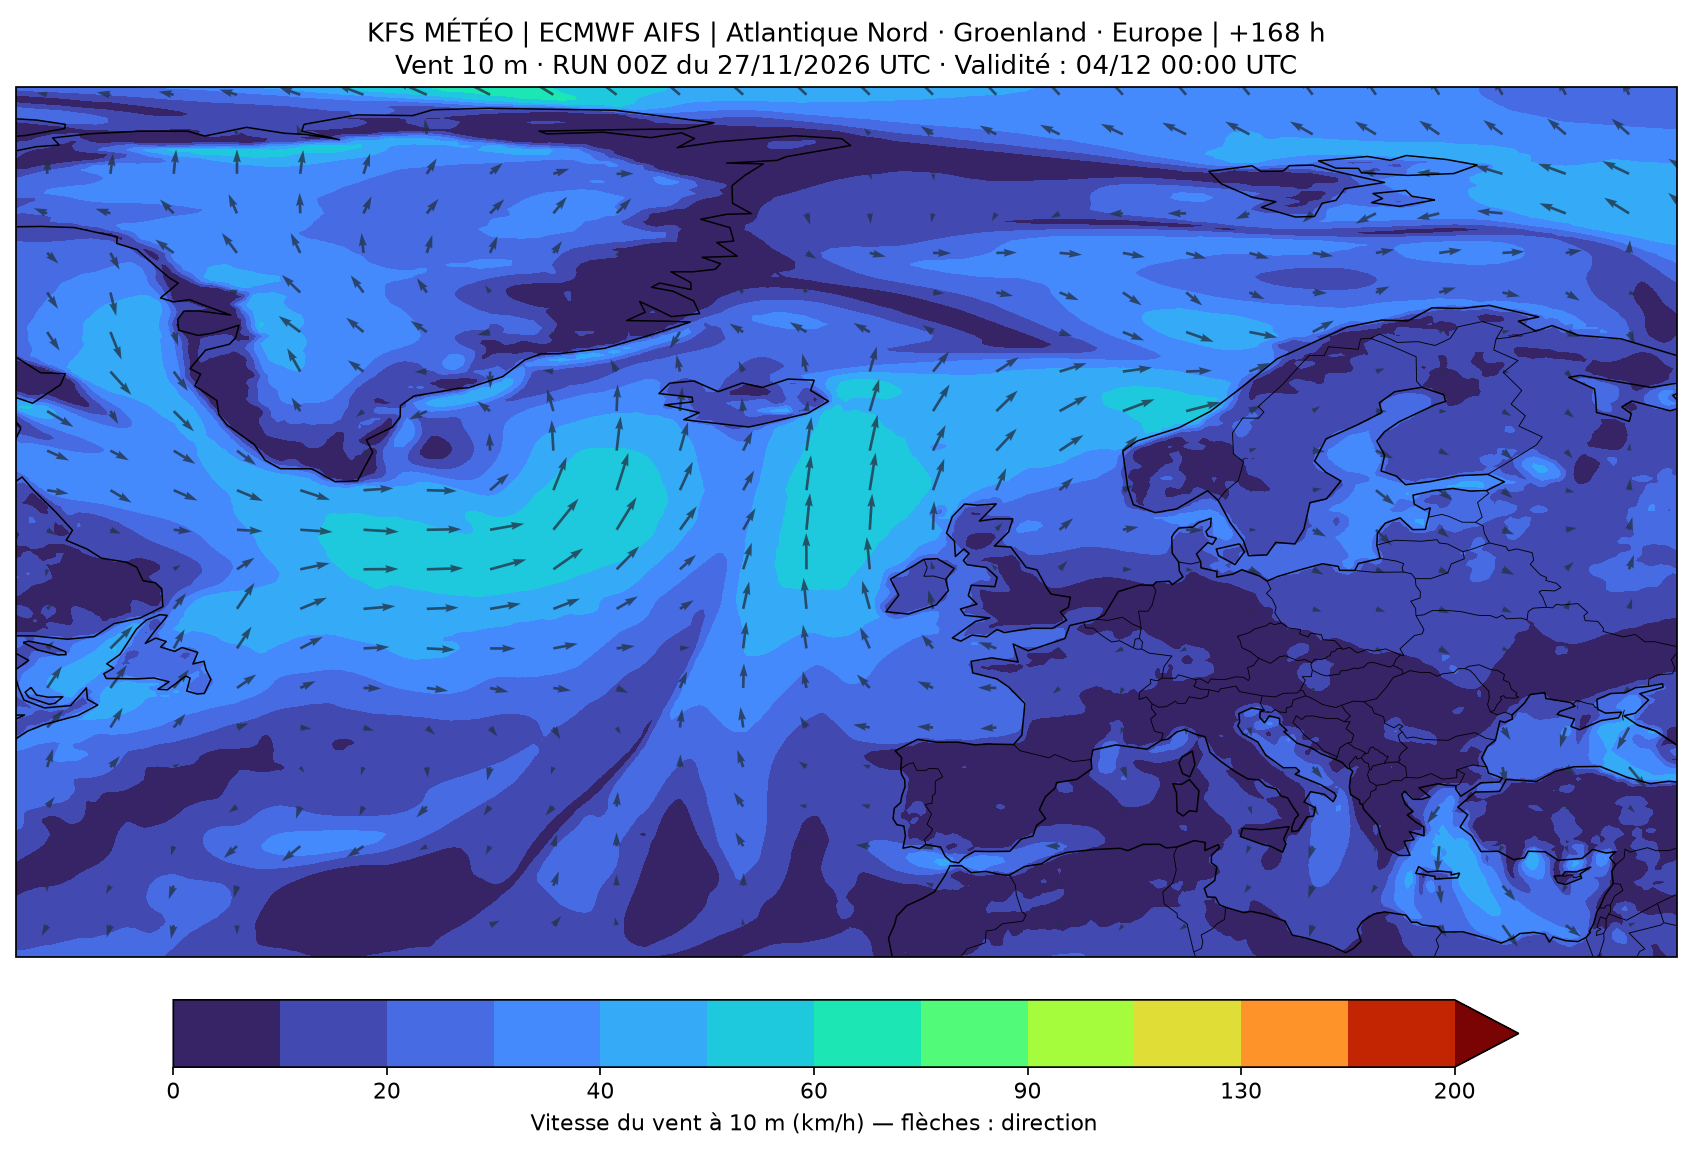 KFS MÉTÉO | ECMWF AIFS | Atlantique Nord · Groenland · Europe | +168 h
Vent 10 m · RUN 00Z du 27/11/2026 UTC · Validité : 04/12 00:00 UTC
0 20 40 60 90 130 200
Vitesse du vent à 10 m (km/h) — flèches : direction